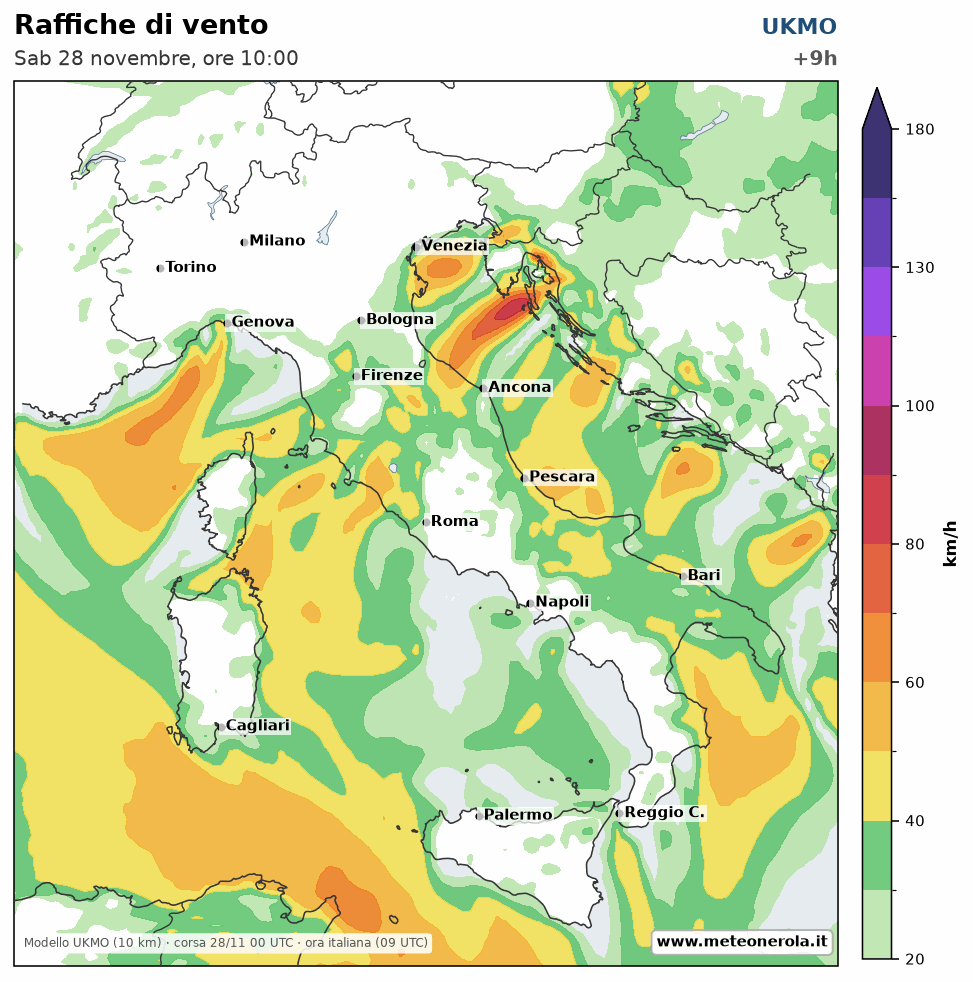 Raffiche di vento
UKMO
Sab 28 novembre, ore 10:00
+9h
Venezia
Milano
Torino
Bologna
Genova
Firenze
Ancona
Pescara
Roma
Bari
Napoli
Cagliari
Palermo
Reggio C.
180
130
100
80
60
40
20
km/h
Modello UKMO (10 km) · corsa 28/11 00 UTC · ora italiana (09 UTC)
www.meteonerola.it